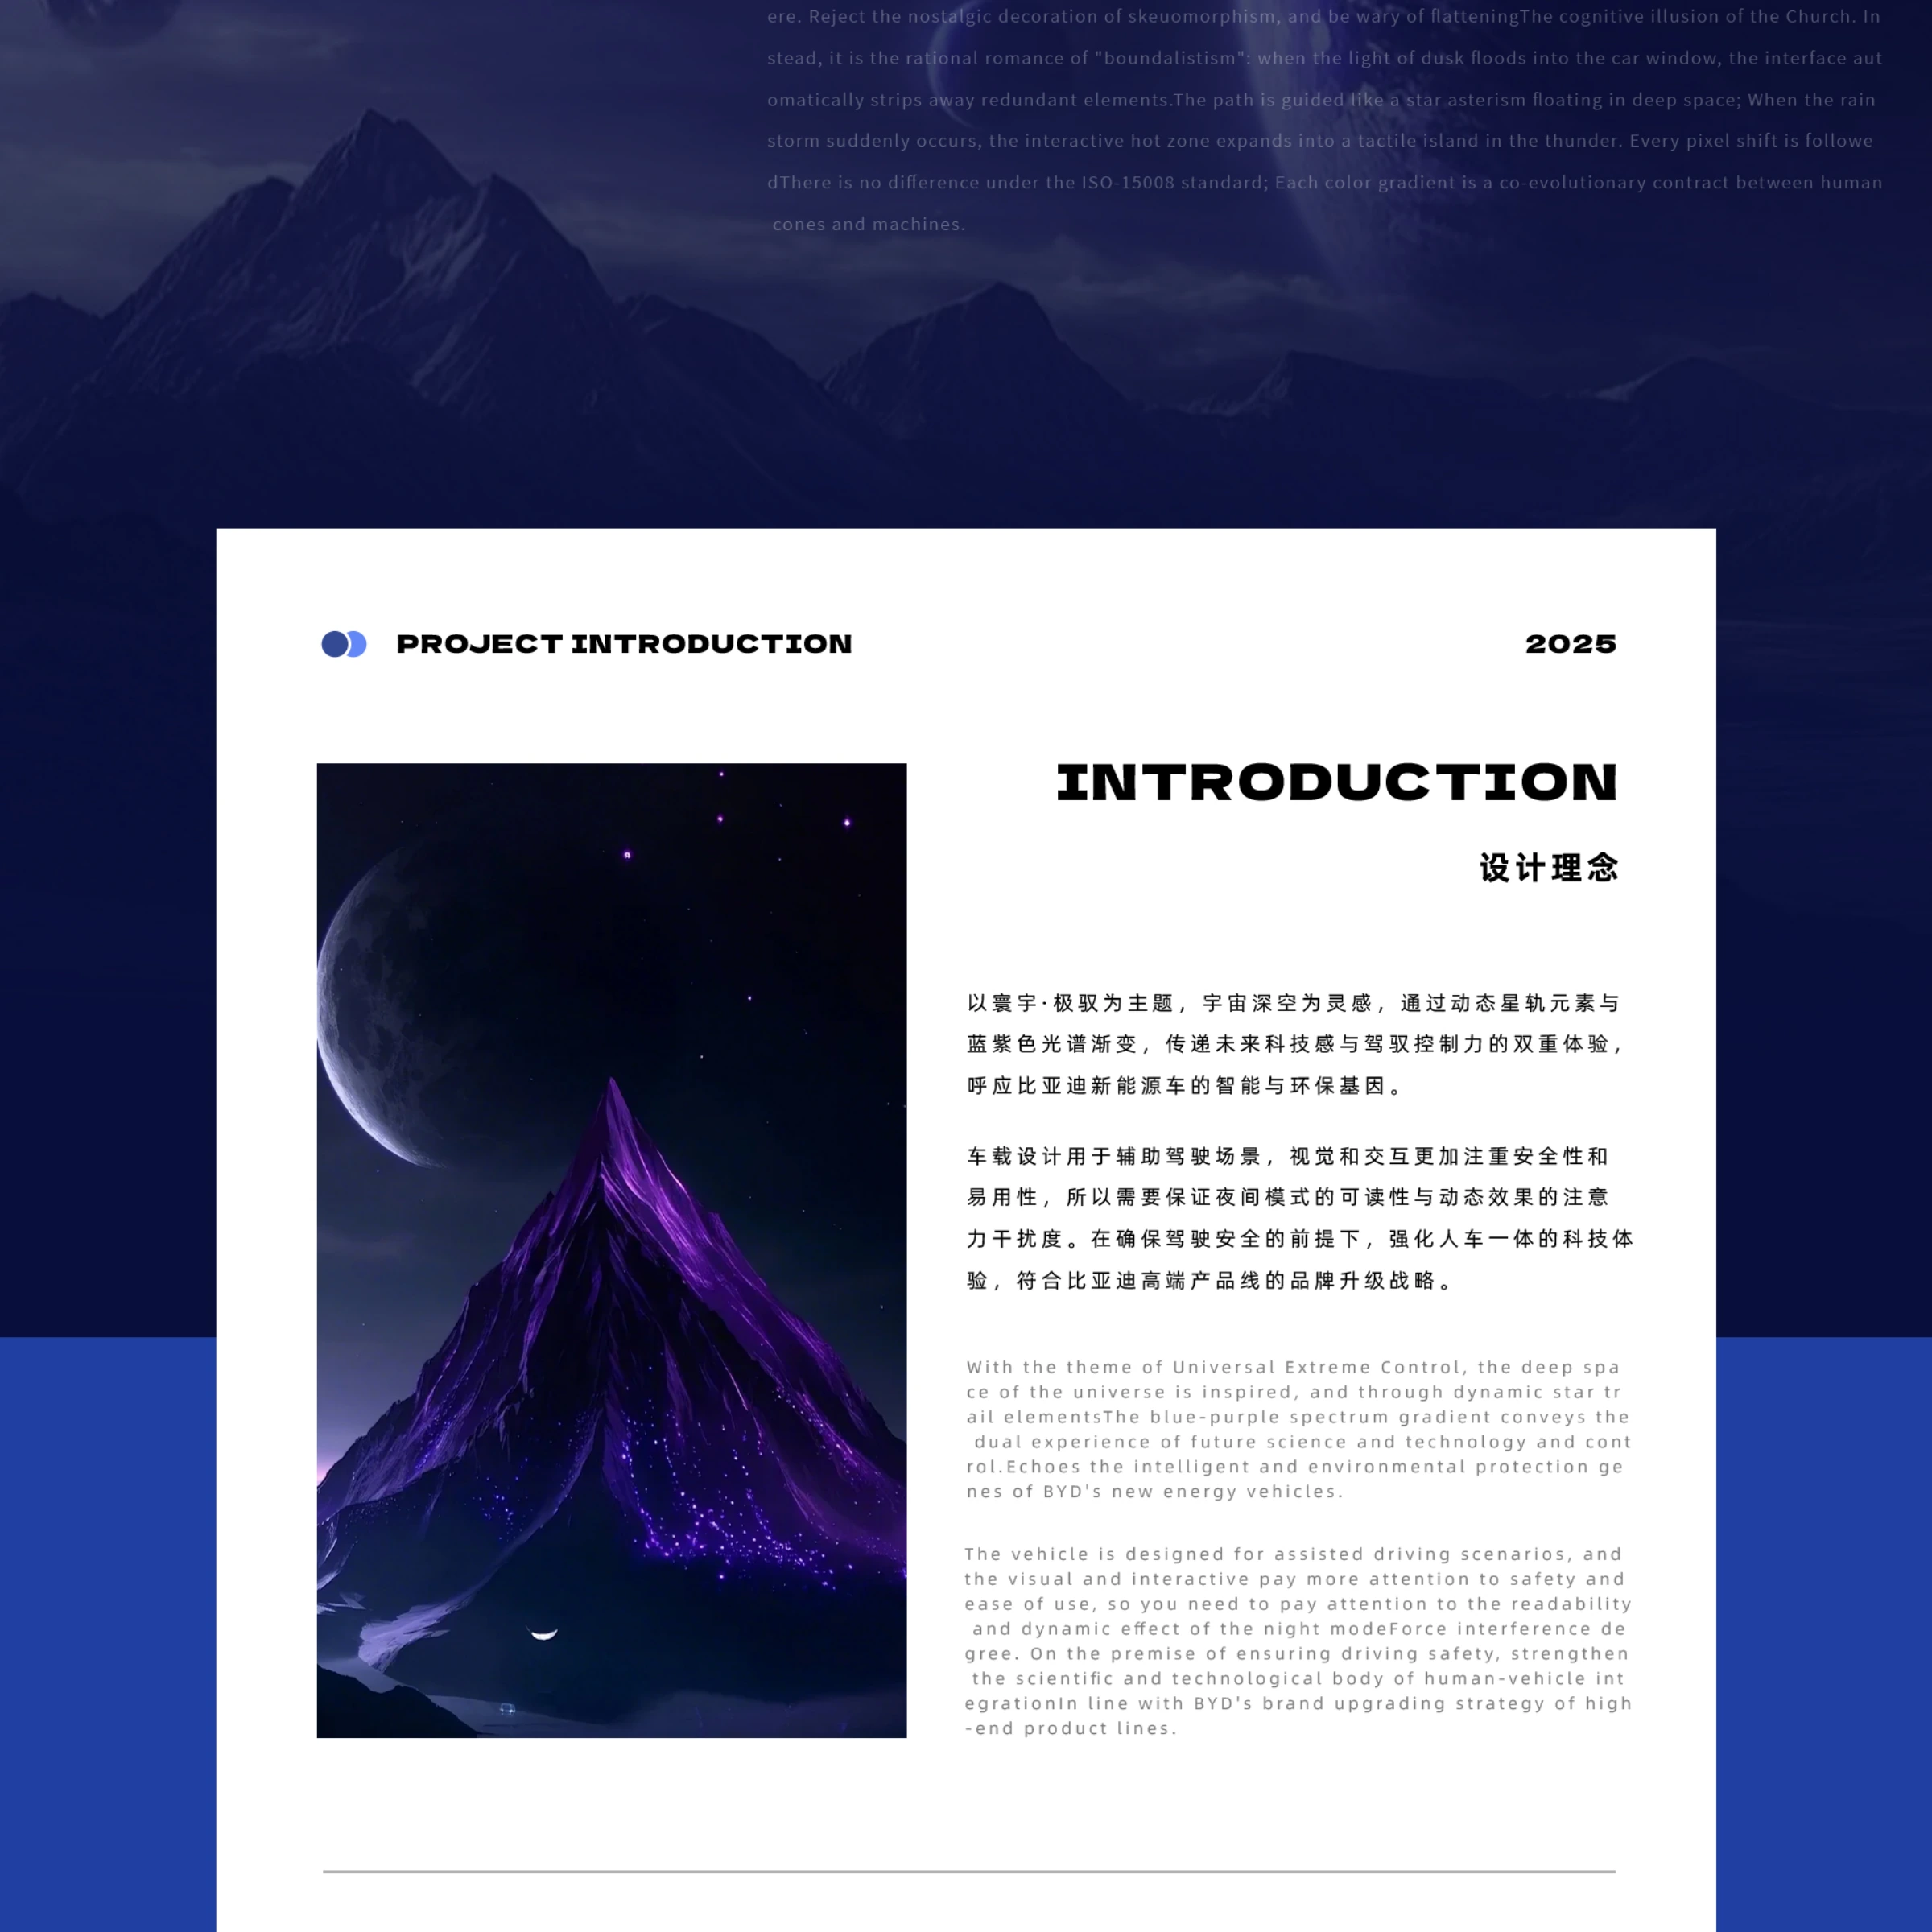 ere. Reject the nostalgic decoration of skeuomorphism, and be wary of flatteningThe cognitive illusion of the Church. In
stead, it is the rational romance of "boundalistism": when the light of dusk floods into the car window, the interface aut
omatically strips away redundant elements.The path is guided like a star asterism floating in deep space; When the rain
storm suddenly occurs, the interactive hot zone expands into a tactile island in the thunder. Every pixel shift is followe
dThere is no difference under the ISO-15008 standard; Each color gradient is a co-evolutionary contract between human
cones and machines.
PROJECT INTRODUCTION
2025
INTRODUCTION
设计理念
以寰宇·极驭为主题，宇宙深空为灵感，通过动态星轨元素与
蓝紫色光谱渐变，传递未来科技感与驾驭控制力的双重体验，
呼应比亚迪新能源车的智能与环保基因。
车载设计用于辅助驾驶场景，视觉和交互更加注重安全性和
易用性，所以需要保证夜间模式的可读性与动态效果的注意
力干扰度。在确保驾驶安全的前提下，强化人车一体的科技体
验，符合比亚迪高端产品线的品牌升级战略。
With the theme of Universal Extreme Control, the deep spa
ce of the universe is inspired, and through dynamic star tr
ail elementsThe blue-purple spectrum gradient conveys the
dual experience of future science and technology and cont
rol.Echoes the intelligent and environmental protection ge
nes of BYD's new energy vehicles.
The vehicle is designed for assisted driving scenarios, and
the visual and interactive pay more attention to safety and
ease of use, so you need to pay attention to the readability
and dynamic effect of the night modeForce interference de
gree. On the premise of ensuring driving safety, strengthen
the scientific and technological body of human-vehicle int
egrationIn line with BYD's brand upgrading strategy of high
-end product lines.